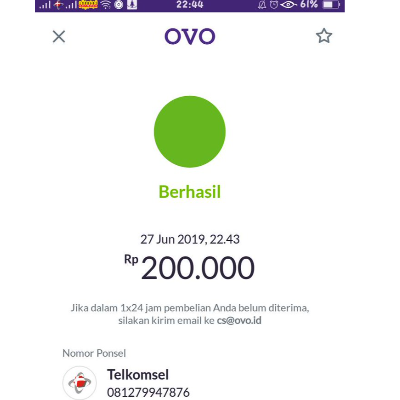 22:44
61%
OVO
Berhasil
27 Jun 2019, 22.43
Rp 200.000
Jika dalam 1x24 jam pembelian Anda belum diterima,
silakan kirim email ke cs@ovo.id
Nomor Ponsel
Telkomsel
081279947876